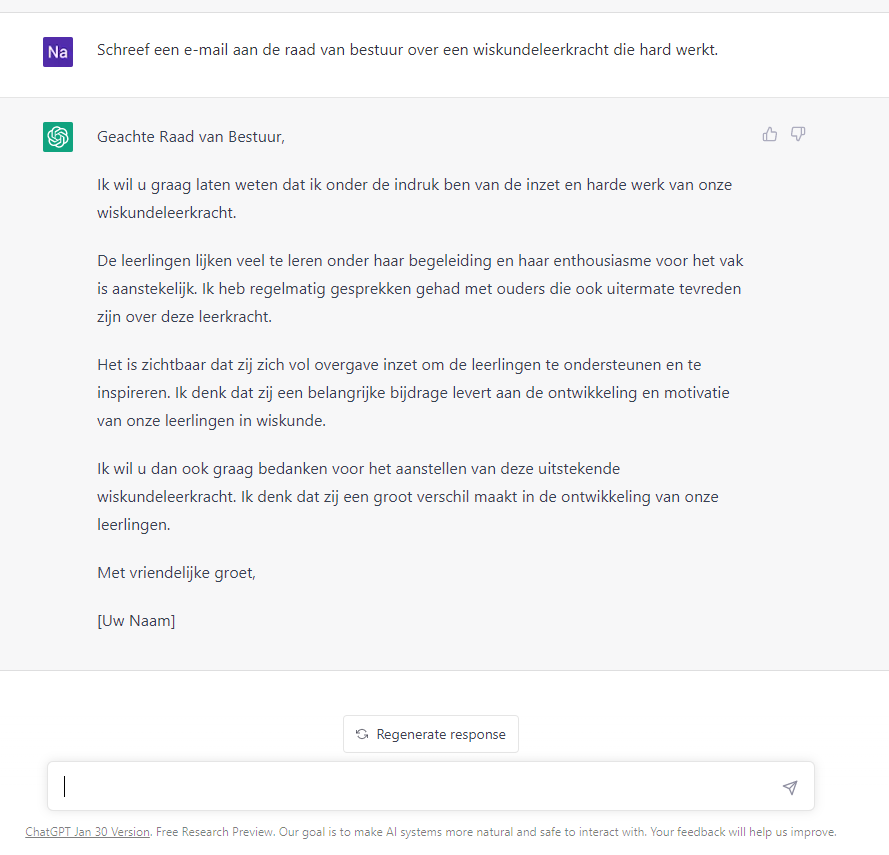 Na
Schreef een e-mail aan de raad van bestuur over een wiskundeleerkracht die hard werkt.
Geachte Raad van Bestuur,
Ik wil u graag laten weten dat ik onder de indruk ben van de inzet en harde werk van onze
wiskundeleerkracht.
De leerlingen lijken veel te leren onder haar begeleiding en haar enthousiasme voor het vak
is aanstekelijk. Ik heb regelmatig gesprekken gehad met ouders die ook uitermate tevreden
zijn over deze leerkracht.
Het is zichtbaar dat zij zich vol overgave inzet om de leerlingen te ondersteunen en te
inspireren. Ik denk dat zij een belangrijke bijdrage levert aan de ontwikkeling en motivatie
van onze leerlingen in wiskunde.
Ik wil u dan ook graag bedanken voor het aanstellen van deze uitstekende
wiskundeleerkracht. Ik denk dat zij een groot verschil maakt in de ontwikkeling van onze
leerlingen.
Met vriendelijke groet,
[Uw Naam]
Regenerate response
ChatGPT Jan 30 Version. Free Research Preview. Our goal is to make AI systems more natural and safe to interact with. Your feedback will help us improve.